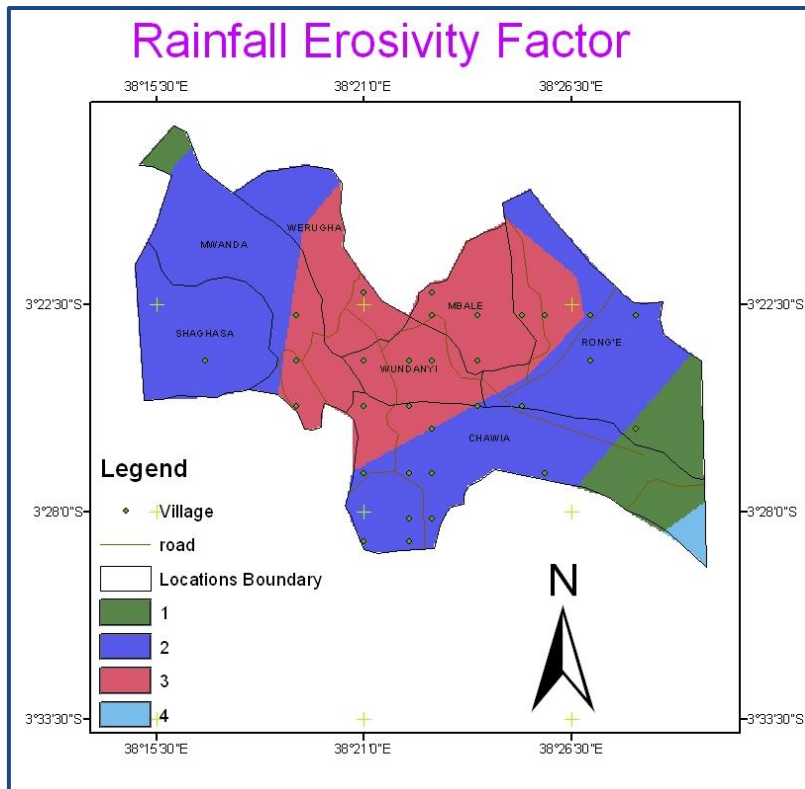 Rainfall Erosivity Factor
38°15'30"E 38°21'0"E 38°26'30"E
WERUGHA
MWANDA
3°22'30"S 3°22'30"S
MBALE
SHAGHASA
RONG'E
WUNDANYI
CHAWIA
Legend
Village
3°28'0"S 3°28'0"S
road
Locations Boundary
N
1
2
3
4
3°33'30"S 3°33'30"S
38°15'30"E 38°21'0"E 38°26'30"E